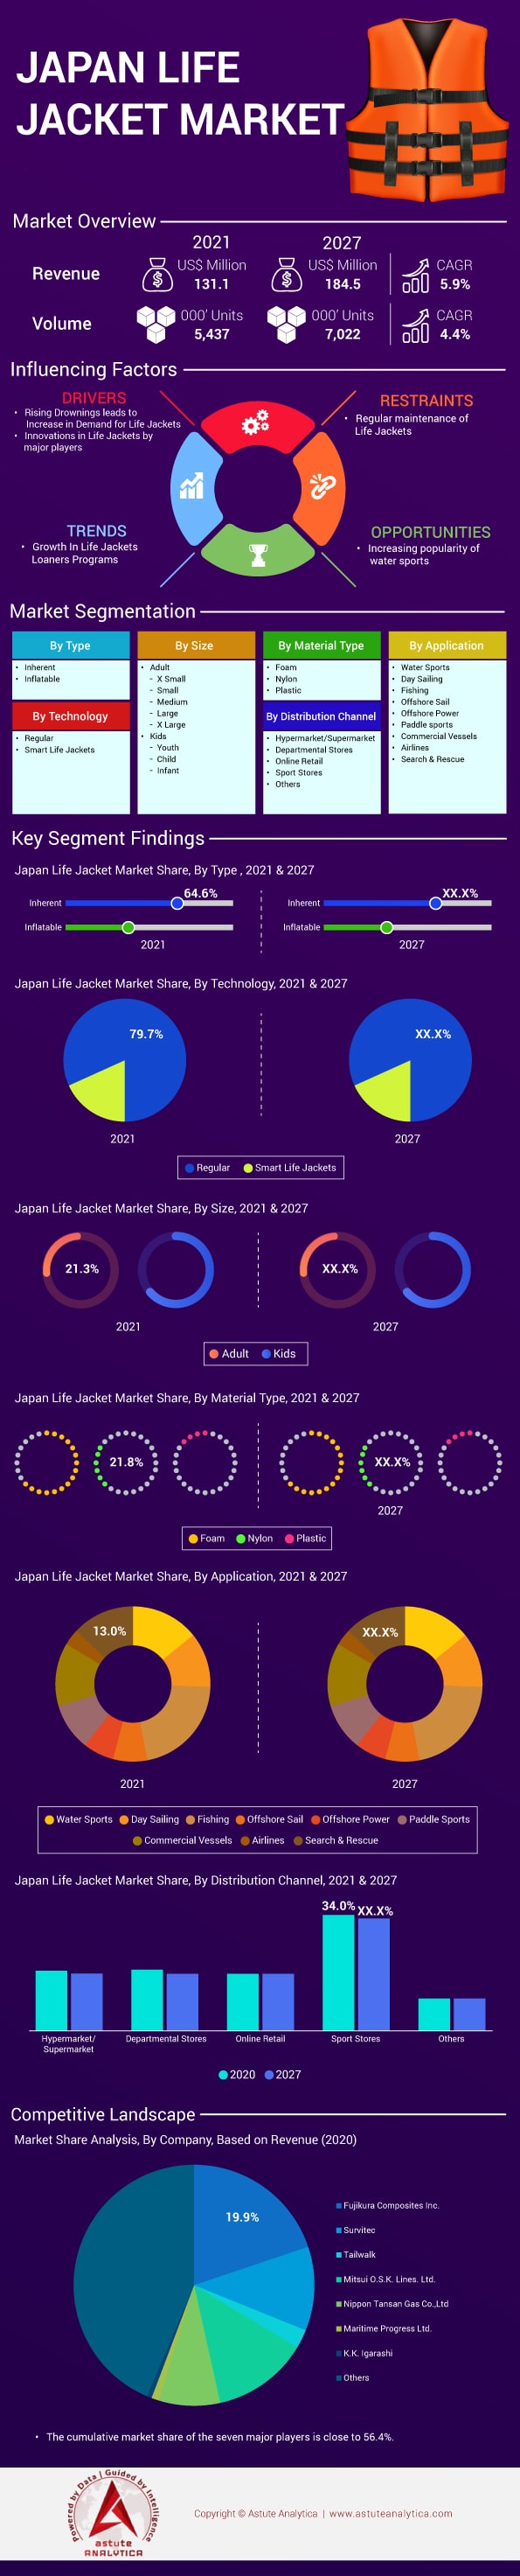 JAPAN LIFE
JACKET MARKET
Market Overview
2021
2027
Revenue
US$ Million
131.1
US$ Million
184.5
CAGR
5.9%
Volume
000' Units
5,437
000' Units
7,022
CAGR
4.4%
Influencing Factors
DRIVERS
• Rising Drownings leads to
Increase in Demand for Life Jackets
• Innovations in Life Jackets by
major players
RESTRAINTS
• Regular maintenance of
Life Jackets
TRENDS
• Growth In Life Jackets
Loaners Programs
OPPORTUNITIES
• Increasing popularity of
water sports
Market Segmentation
By Type
• Inherent
• Inflatable
By Technology
• Regular
• Smart Life Jackets
By Size
• Adult
- X Small
- Small
- Medium
- Large
- X Large
• Kids
- Youth
- Child
- Infant
By Material Type
• Foam
• Nylon
• Plastic
By Distribution Channel
• Hypermarket/Supermarket
• Departmental Stores
• Online Retail
• Sport Stores
• Others
By Application
• Water Sports
• Day Sailing
• Fishing
• Offshore Sail
• Offshore Power
• Paddle sports
• Commercial Vessels
• Airlines
• Search & Rescue
Key Segment Findings
Japan Life Jacket Market Share, By Type , 2021 & 2027
64.6%
Inherent
Inflatable
2021
XX.X%
Inherent
Inflatable
2027
Japan Life Jacket Market Share, By Technology, 2021 & 2027
79.7%
2021
XX.X%
2027
Regular
Smart Life Jackets
Japan Life Jacket Market Share, By Size, 2021 & 2027
21.3%
2021
XX.X%
2027
Adult
Kids
Japan Life Jacket Market Share, By Material Type, 2021 & 2027
21.8%
XX.X%
2027
Foam
Nylon
Plastic
Japan Life Jacket Market Share, By Application, 2021 & 2027
13.0%
2021
XX.X%
2027
Water Sports
Day Sailing
Fishing
Offshore Sail
Offshore Power
Paddle Sports
Commercial Vessels
Airlines
Search & Rescue
Japan Life Jacket Market Share, By Distribution Channel, 2021 & 2027
34.0%
XX.X%
Hypermarket/
Supermarket
Departmental Stores
Online Retail
Sport Stores
Others
2020
2027
Competitive Landscape
Market Share Analysis, By Company, Based on Revenue (2020)
19.9%
Fujikura Composites Inc.
Survitec
Tailwalk
Mitsui O.S.K. Lines. Ltd.
Nippon Tansan Gas Co.,Ltd
Maritime Progress Ltd.
K.K. Igarashi
Others
• The cumulative market share of the seven major players is close to 56.4%.
Powered by Data | Guided by Intelligence
astute
ANALYTICA
Copyright © Astute Analytica | www.astuteanalytica.com